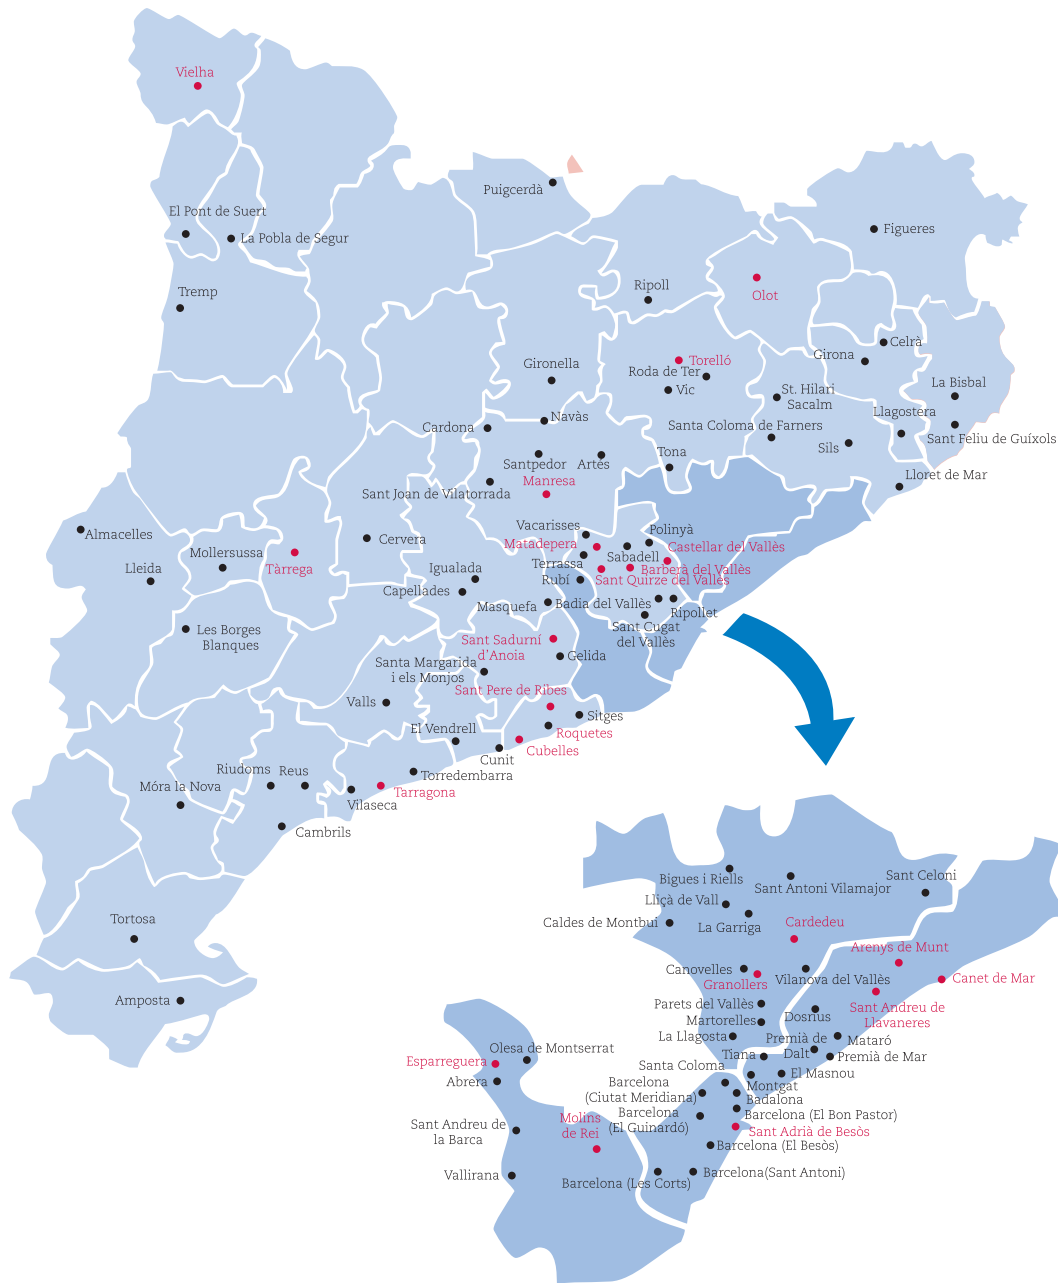 Vielha
Puigcerdà
El Pont de Suert
La Pobla de Segur
Figueres
Tremp
Ripoll
Olot
Celrà
Girona
Torelló
Gironella
Roda de Ter
Vic
St. Hilari
Sacalm
La Bisbal
Llagostera
Navàs
Cardona
Santa Coloma de Farners
Sant Feliu de Guíxols
Sils
Tona
Santpedor
Artés
Manresa
Lloret de Mar
Sant Joan de Vilatorrada
Almacelles
Vacarisses
Polinyà
Cervera
Matadepera
Castellar del Vallès
Mollersussa
Sabadell
Terrassa
Lleida
Tàrrega
Igualada
Barberà del Vallès
Rubí
Sant Quirze del Vallès
Capellades
Masquefa
Badia del Vallès
Ripollet
Les Borges
Blanques
Sant Cugat
del Vallès
Sant Sadurní
d'Anoia
Gelida
Santa Margarida
i els Monjos
Sant Pere de Ribes
Valls
Sitges
El Vendrell
Roquetes
Cubelles
Cunit
Riudoms
Reus
Torredembarra
Móra la Nova
Tarragona
Vilaseca
Cambrils
Tortosa
Amposta
Bigues i Riells
Sant Antoni Vilamajor
Sant Celoni
Lliçà de Vall
Caldes de Montbui
La Garriga
Cardedeu
Arenys de Munt
Canovelles
Granollers
Vilanova del Vallès
Canet de Mar
Parets del Vallès
Sant Andreu de
Llavaneres
Martorelles
Dosrius
La Llagosta
Premià de
Dalt
Mataró
Olesa de Montserrat
Tiana
Premià de Mar
Esparreguera
Santa Coloma
El Masnou
Abrera
Barcelona
(Ciutat Meridiana)
Montgat
Badalona
Barcelona
(El Guinardó)
Barcelona (El Bon Pastor)
Sant Andreu de
la Barca
Molins
de Rei
Sant Adrià de Besòs
Barcelona (El Besòs)
Vallirana
Barcelona (Les Corts)
Barcelona(Sant Antoni)